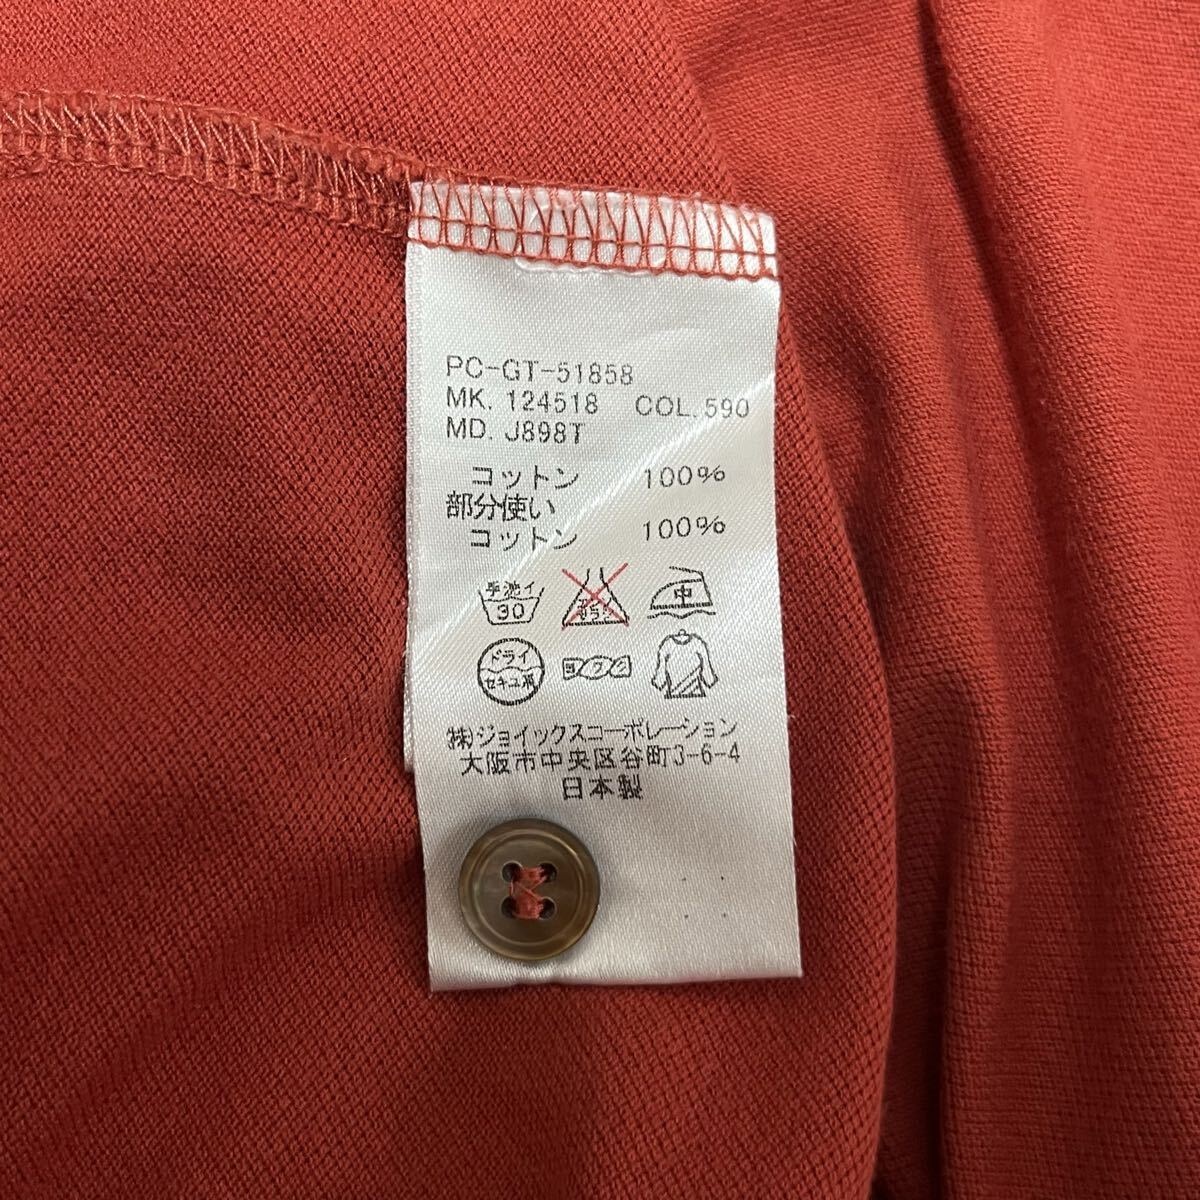 PC-GT-51858
MK. 124518 COL. 590
MD. J898T
コットン 100%
部分使い
コットン 100%
手洗イ
30
中
ドライ
セキユ系
㈱ジョイックスコーポレーション
大阪市中央区谷町3-6-4
日本製